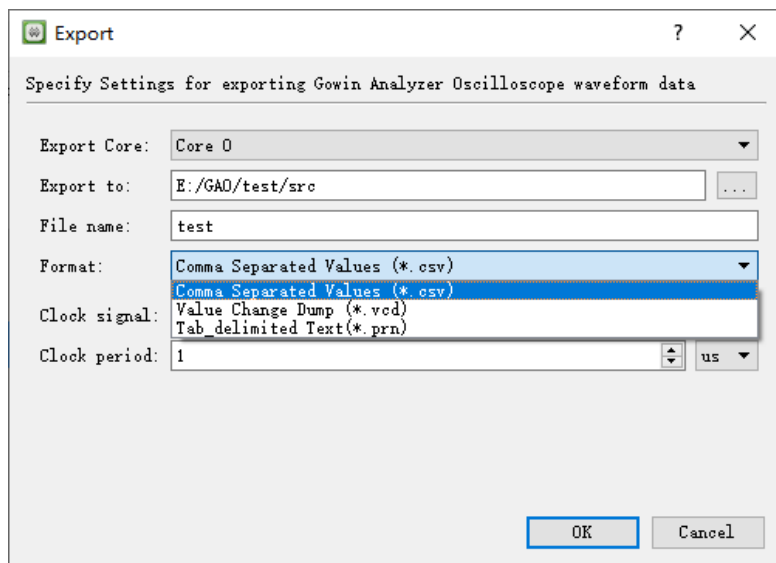 Export
?
Specify Settings for exporting Gowin Analyzer Oscilloscope waveform data
Export Core: Core 0
Export to: E:/GAO/test/src ...
File name: test
Format: Comma Separated Values (*.csv)
Comma Separated Values (*.csv)
Value Change Dump (*.vcd)
Clock signal:
Tab_delimited Text(*.prn)
Clock period: 1 us
OK Cancel